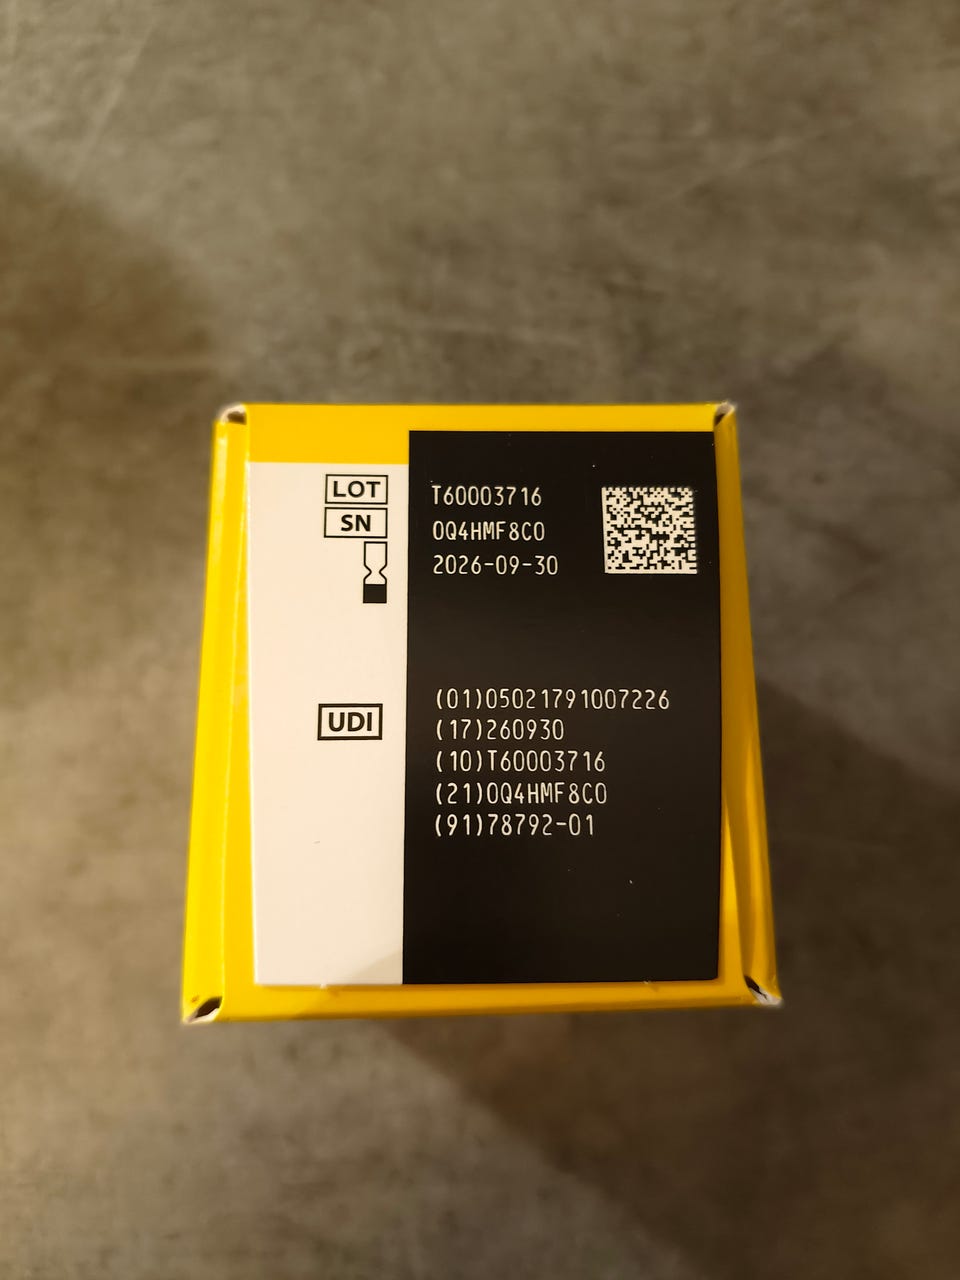 LOT T60003716
SN 0Q4HMF8C0
2026-09-30
UDI
(01)05021791007226
(17)260930
(10)T60003716
(21)0Q4HMF8C0
(91)78792-01